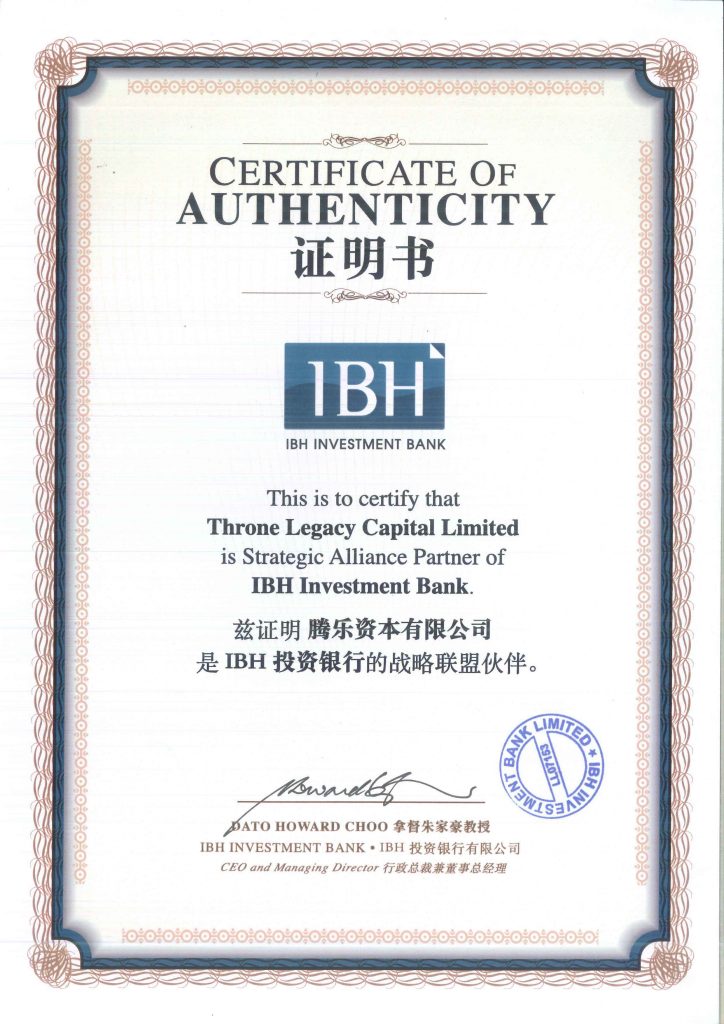 CERTIFICATE OF
AUTHENTICITY
证明书
IBH
IBH INVESTMENT BANK
This is to certify that
Throne Legacy Capital Limited
is Strategic Alliance Partner of
IBH Investment Bank.
兹证明 腾乐资本有限公司
是 IBH 投资银行的战略联盟伙伴。
IBH INVESTMENT BANK LIMITED ★
LL07153
Howard
DATO HOWARD CHOO 拿督朱家豪教授
IBH INVESTMENT BANK • IBH 投资银行有限公司
CEO and Managing Director 行政总裁兼董事总经理